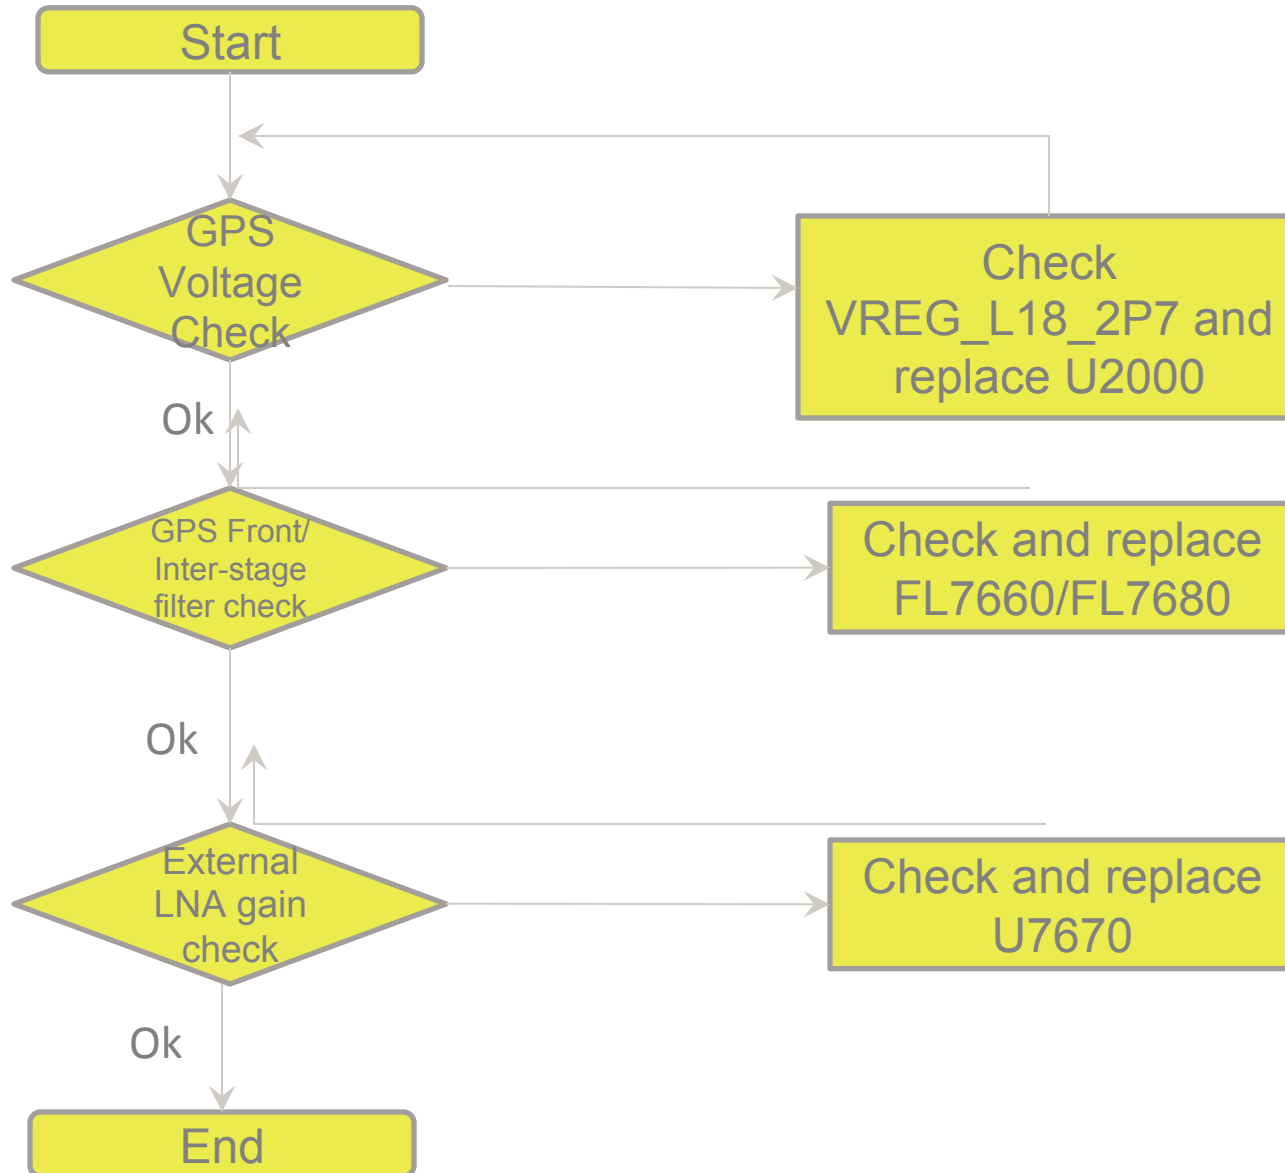 Start
GPS
Voltage
Check
Check
VREG_L18_2P7 and
replace U2000
Ok
GPS Front/
Inter-stage
filter check
Check and replace
FL7660/FL7680
Ok
External
LNA gain
check
Check and replace
U7670
Ok
End